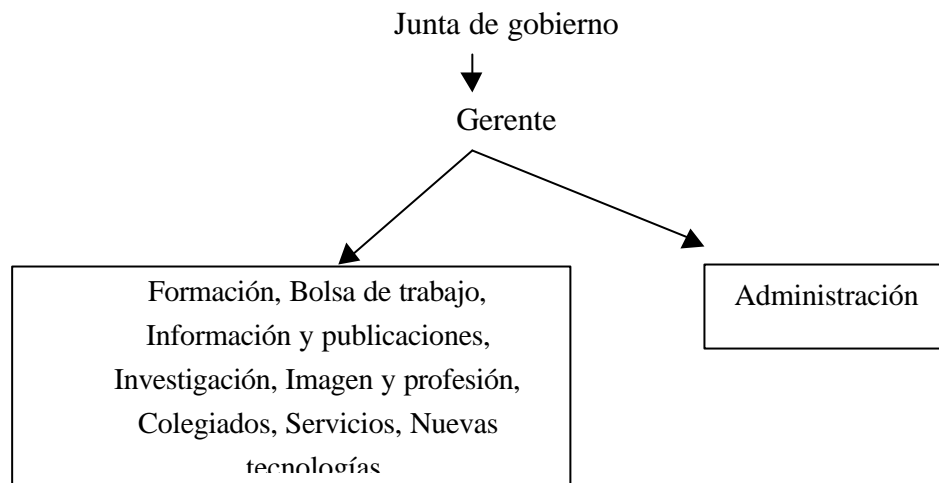 Junta de gobierno
Gerente
Formación, Bolsa de trabajo,
Información y publicaciones,
Investigación, Imagen y profesión,
Colegiados, Servicios, Nuevas
tecnologías
Administración